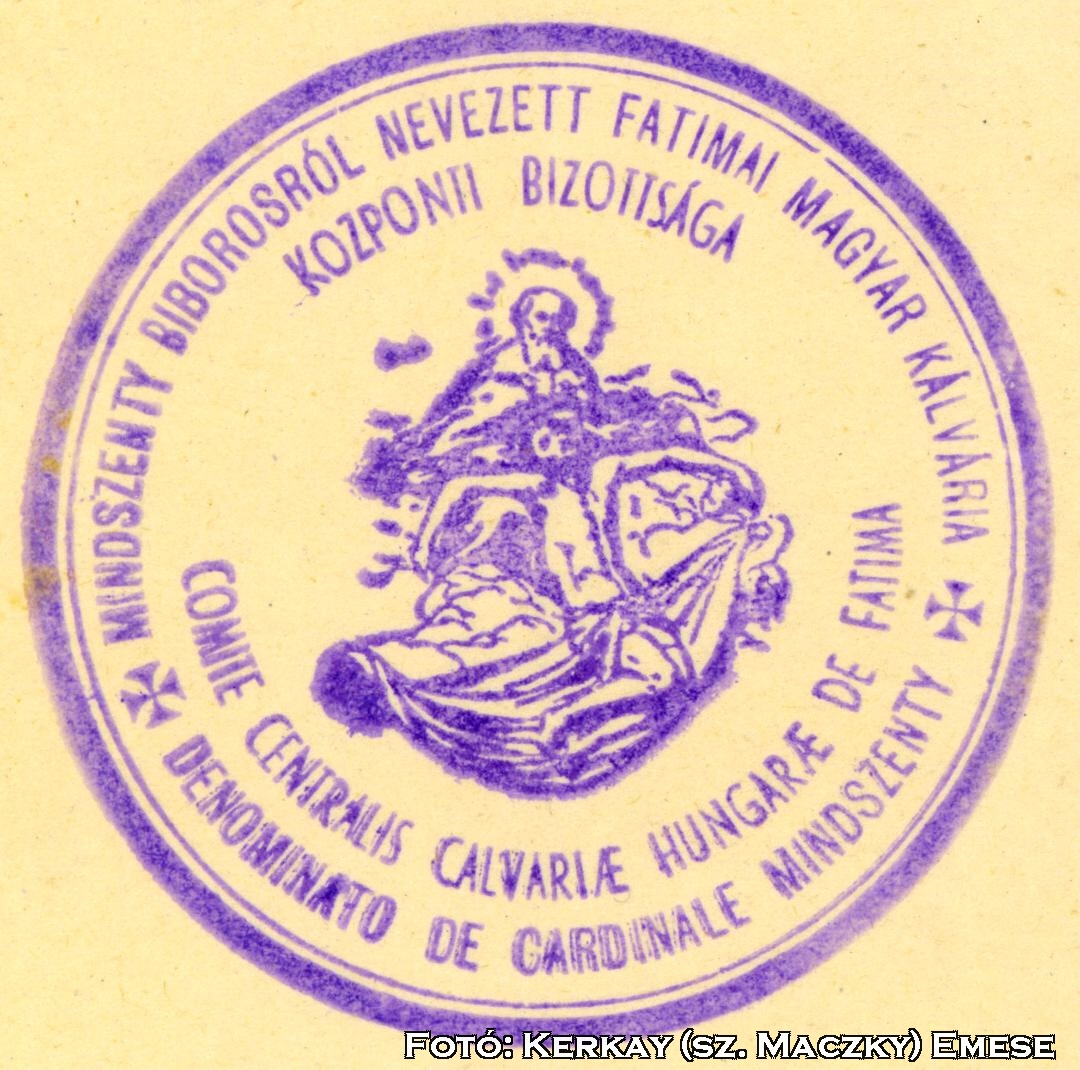 MINDSZENTY BIBOROSRÓL NEVEZETT FATIMAI MAGYAR KÁLVÁRIA
KOZPONTI BIZOTTSÁGA
COMITE CENTRALIS CALVARIÆ HUNGARÆ DE FATIMA
DENOMINATO DE CARDINALE MINDSZENTY
Fotó: Kerkay (sz. Maczky) Emese